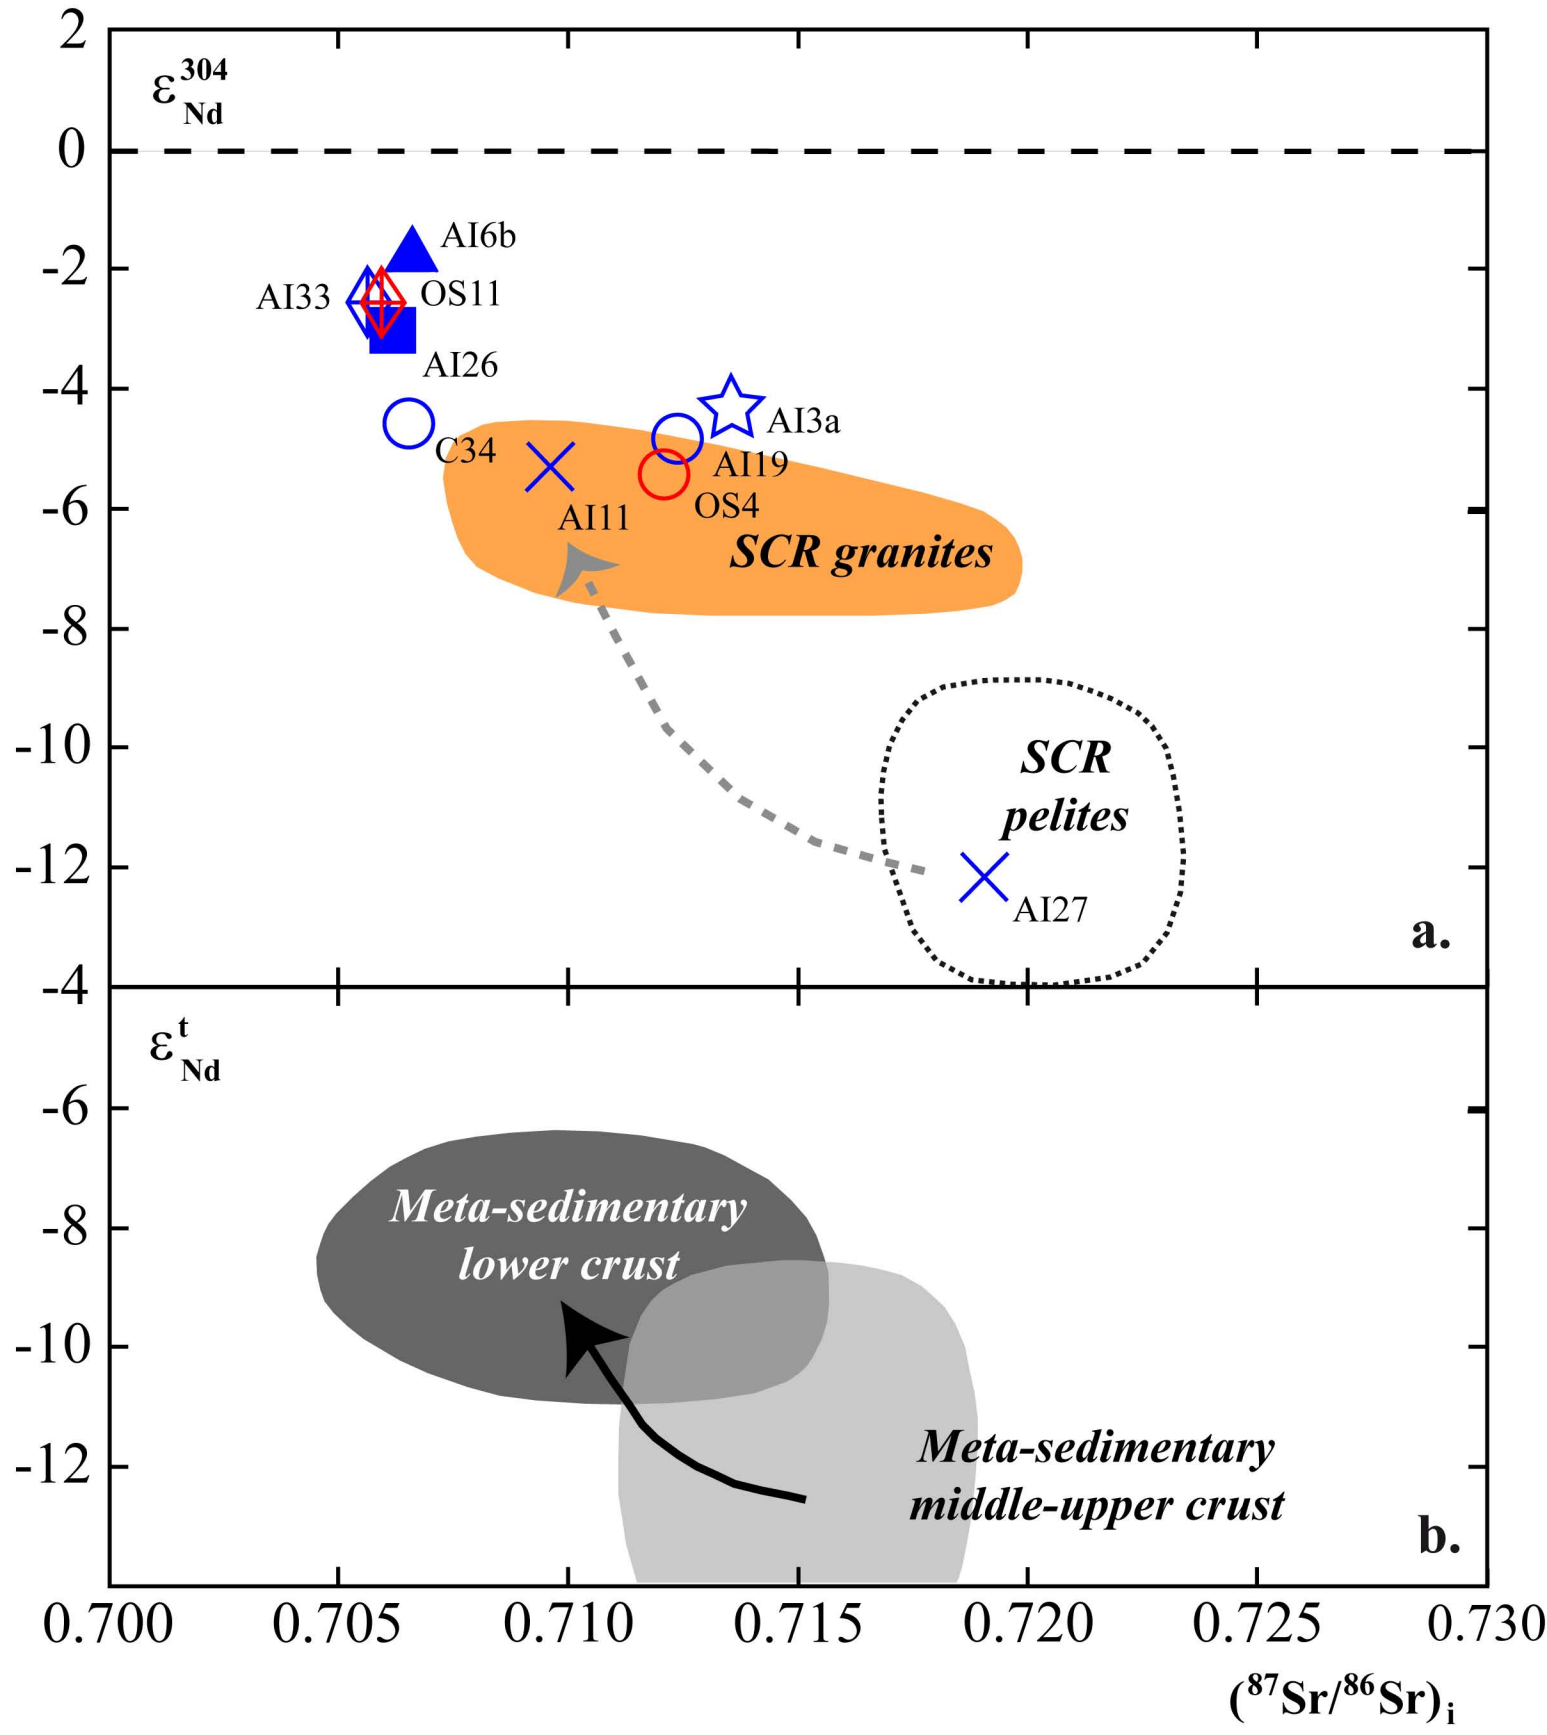 2
ε304Nd
0
AI6b
-2
AI33
OS11
AI26
-4
AI3a
C34
AI19
AI11
OS4
-6
SCR granites
-8
-10
SCR
pelites
-12
AI27
a.
-4
εtNd
-6
-8
Meta-sedimentary
lower crust
-10
-12
Meta-sedimentary
middle-upper crust
b.
0.700 0.705 0.710 0.715 0.720 0.725 0.730
(87Sr/86Sr)i